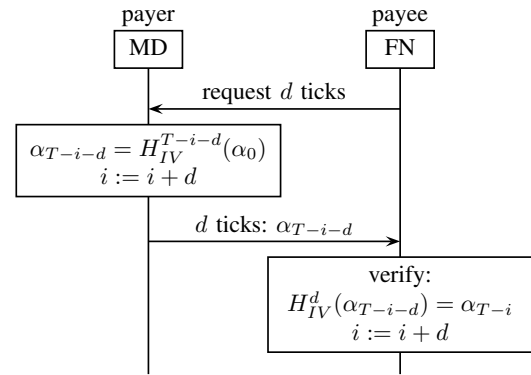 payer payee
MD FN
request d ticks
α_{T−i−d} = H_{IV}^{T−i−d}(α_0)
i := i + d
d ticks: α_{T−i−d}
verify:
H_{IV}^{d}(α_{T−i−d}) = α_{T−i}
i := i + d